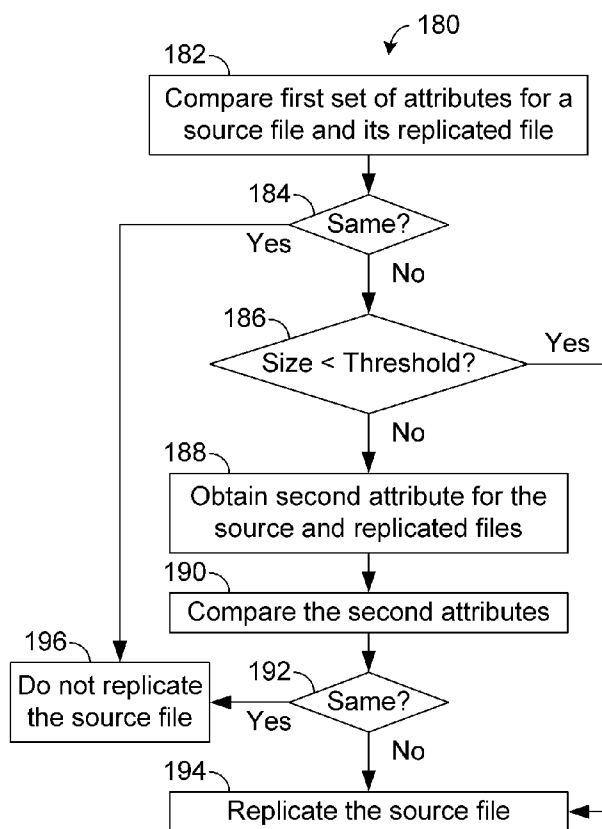 180
182
Compare first set of attributes for a
source file and its replicated file
184
Same?
Yes
No
186
Size < Threshold?
Yes
No
188
Obtain second attribute for the
source and replicated files
190
Compare the second attributes
196
Do not replicate
the source file
192
Same?
Yes
No
194
Replicate the source file